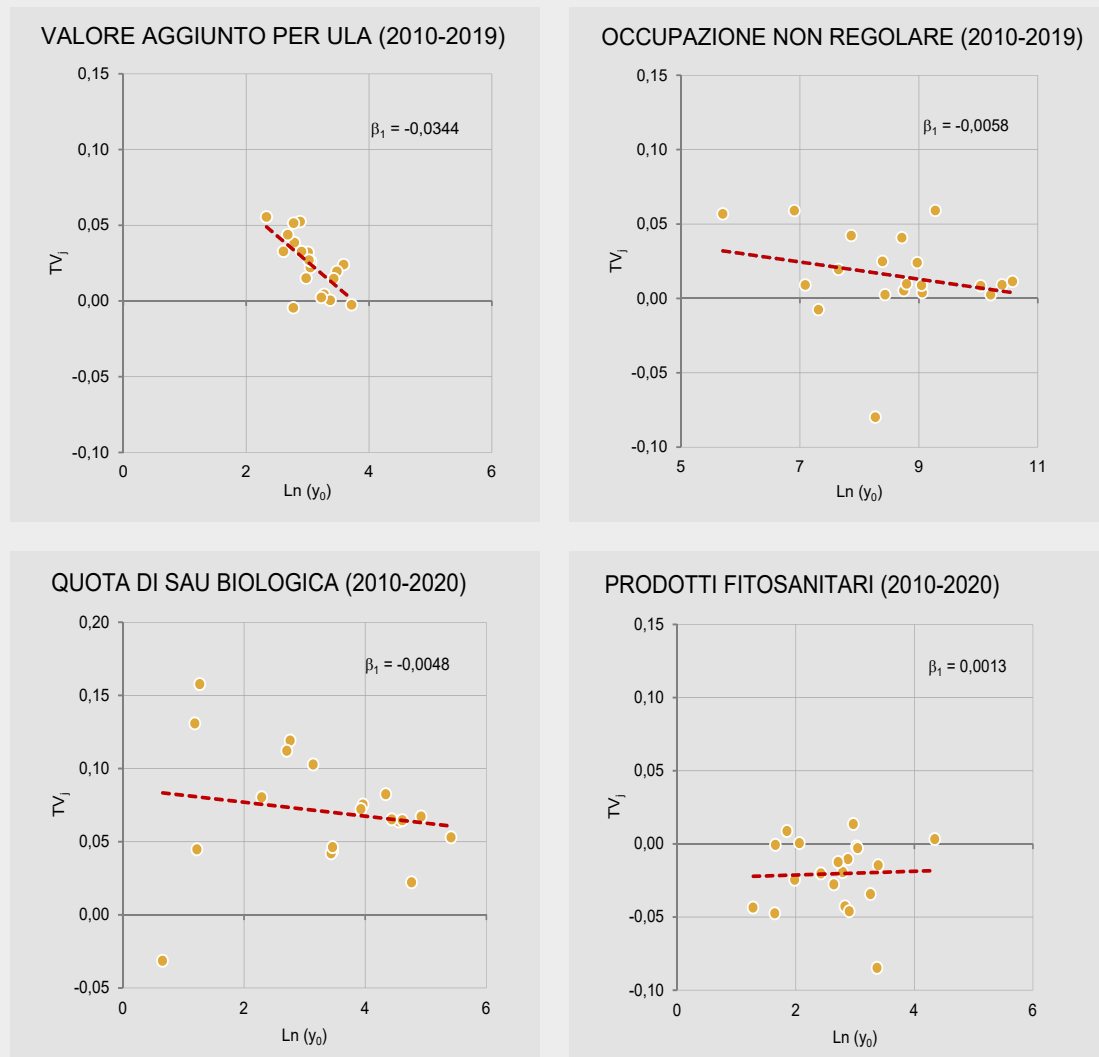 VALORE AGGIUNTO PER ULA (2010-2019)
0,15
0,10
0,05
0,00
-0,05
-0,10
TVj
β1 = -0,0344
0 2 4 6
Ln (y0)
OCCUPAZIONE NON REGOLARE (2010-2019)
0,15
0,10
0,05
0,00
-0,05
-0,10
TVj
β1 = -0,0058
5 7 9 11
Ln (y0)
QUOTA DI SAU BIOLOGICA (2010-2020)
0,20
0,15
0,10
0,05
0,00
-0,05
TVj
β1 = -0,0048
0 2 4 6
Ln (y0)
PRODOTTI FITOSANITARI (2010-2020)
0,15
0,10
0,05
0,00
-0,05
-0,10
TVj
β1 = 0,0013
0 2 4 6
Ln (y0)